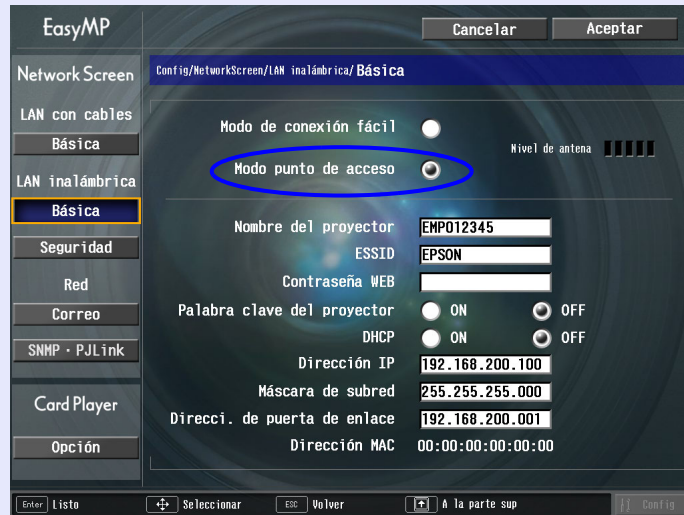 EasyMP
Cancelar
Aceptar
Network Screen
Config/NetworkScreen/LAN inalámbrica/Básica
LAN con cables
Básica
LAN inalámbrica
Básica
Seguridad
Red
Correo
SNMP · PJLink
Card Player
Opción
Modo de conexión fácil
Nivel de antena
Modo punto de acceso
Nombre del proyector EMP012345
ESSID EPSON
Contraseña WEB
Palabra clave del proyector ON OFF
DHCP ON OFF
Dirección IP 192.168.200.100
Máscara de subred 255.255.255.000
Direcci. de puerta de enlace 192.168.200.001
Dirección MAC 00:00:00:00:00:00
Enter Listo
Seleccionar
ESC Volver
A la parte sup
Config